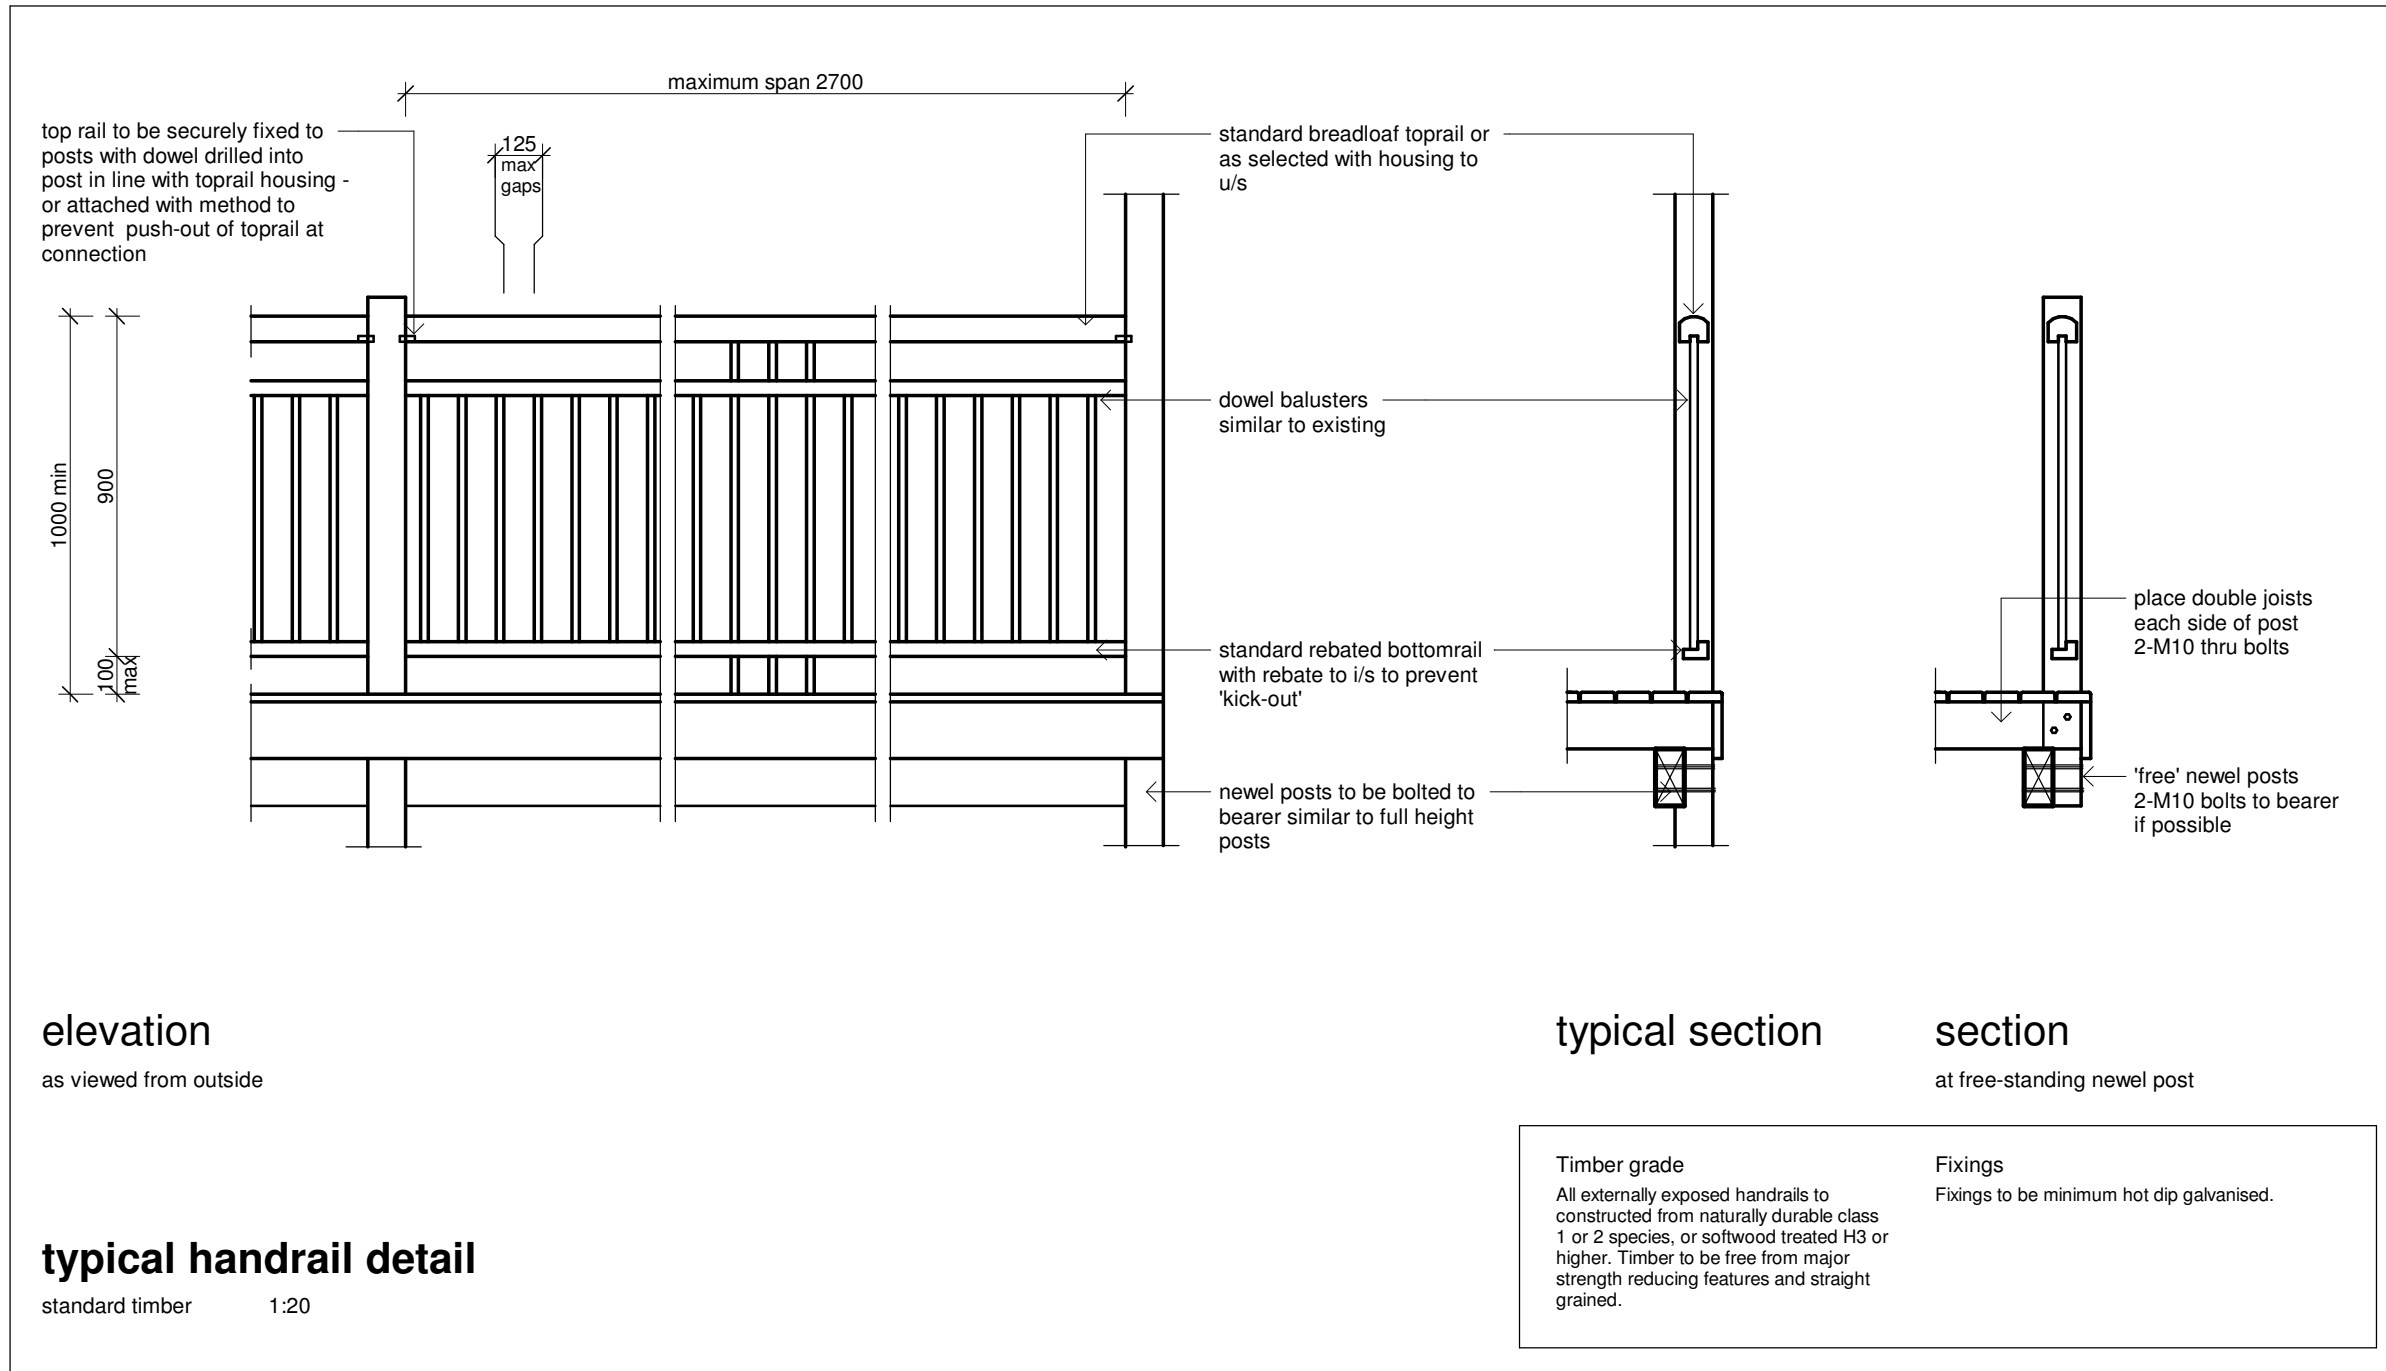 maximum span 2700
top rail to be securely fixed to
posts with dowel drilled into
post in line with toprail housing -
or attached with method to
prevent push-out of toprail at
connection
125
max
gaps
standard breadloaf toprail or
as selected with housing to
u/s
1000 min
900
100
max
dowel balusters
similar to existing
standard rebated bottomrail
with rebate to i/s to prevent
'kick-out'
newel posts to be bolted to
bearer similar to full height
posts
place double joists
each side of post
2-M10 thru bolts
'free' newel posts
2-M10 bolts to bearer
if possible
elevation
as viewed from outside
typical section
section
at free-standing newel post
Timber grade
All externally exposed handrails to
constructed from naturally durable class
1 or 2 species, or softwood treated H3 or
higher. Timber to be free from major
strength reducing features and straight
grained.
Fixings
Fixings to be minimum hot dip galvanised.
typical handrail detail
standard timber 1:20